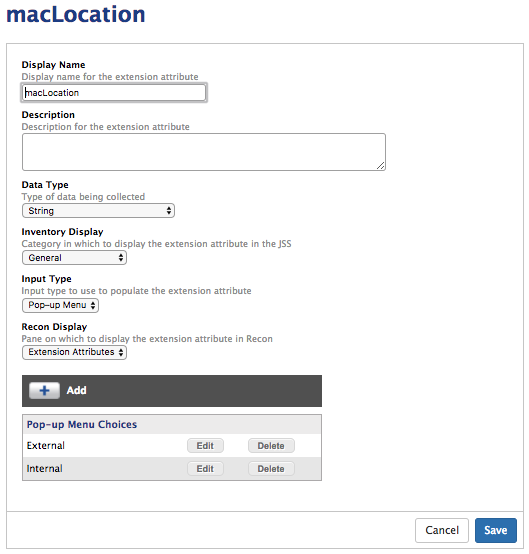 macLocation
Display Name
Display name for the extension attribute
macLocation
Description
Description for the extension attribute
Data Type
Type of data being collected
String
Inventory Display
Category in which to display the extension attribute in the JSS
General
Input Type
Input type to use to populate the extension attribute
Pop-up Menu
Recon Display
Pane on which to display the extension attribute in Recon
Extension Attributes
+ Add
Pop-up Menu Choices
External Edit Delete
Internal Edit Delete
Cancel Save